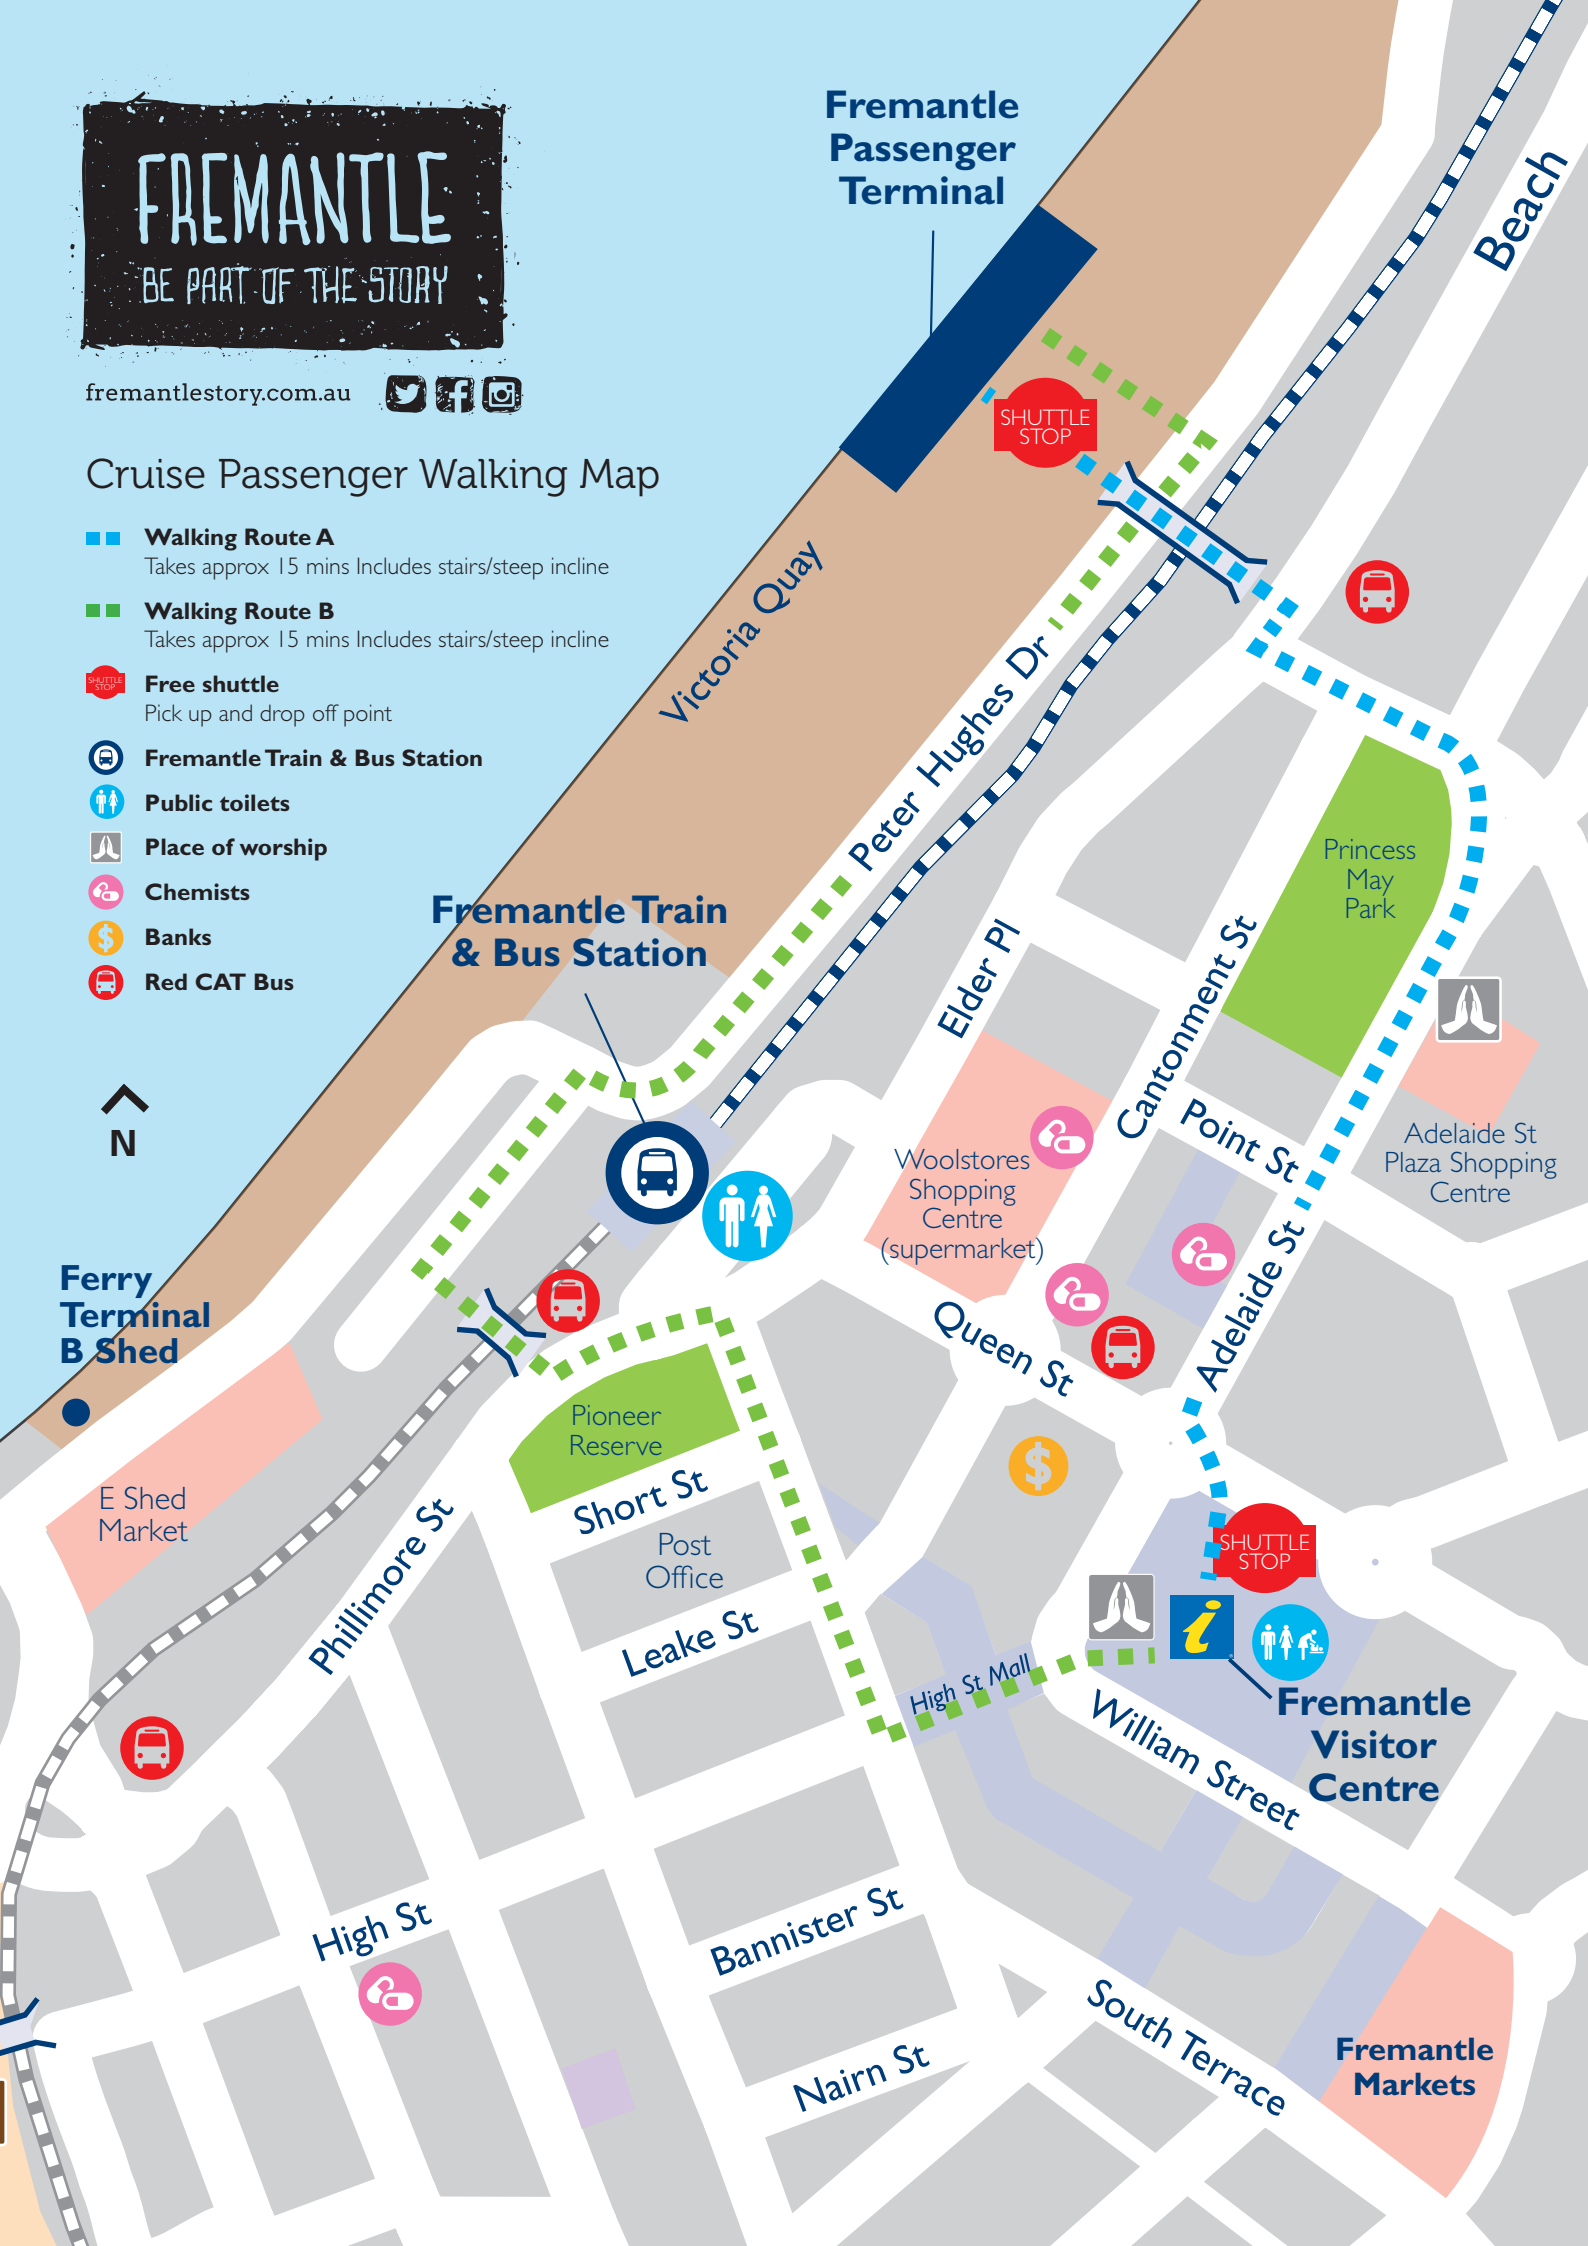 FREMANTLE
BE PART OF THE STORY
fremantlestory.com.au
Cruise Passenger Walking Map
Walking Route A
Takes approx 15 mins Includes stairs/steep incline
Walking Route B
Takes approx 15 mins Includes stairs/steep incline
SHUTTLE
STOP
Free shuttle
Pick up and drop off point
Fremantle Train & Bus Station
Public toilets
Place of worship
Chemists
$
Banks
Red CAT Bus
N
Fremantle
Passenger
Terminal
Beach
SHUTTLE
STOP
Victoria Quay
Peter Hughes Dr
Princess
May
Park
Fremantle Train
& Bus Station
Elder Pl
Cantonment St
Point St
Adelaide St
Plaza Shopping
Centre
Woolstores
Shopping
Centre
(supermarket)
Adelaide St
Queen St
Ferry
Terminal
B Shed
E Shed
Market
Pioneer
Reserve
Short St
Post
Office
Leake St
Phillimore St
$
SHUTTLE
STOP
i
High St Mall
Fremantle
Visitor
Centre
William Street
High St
Bannister St
Nairn St
South Terrace
Fremantle
Markets